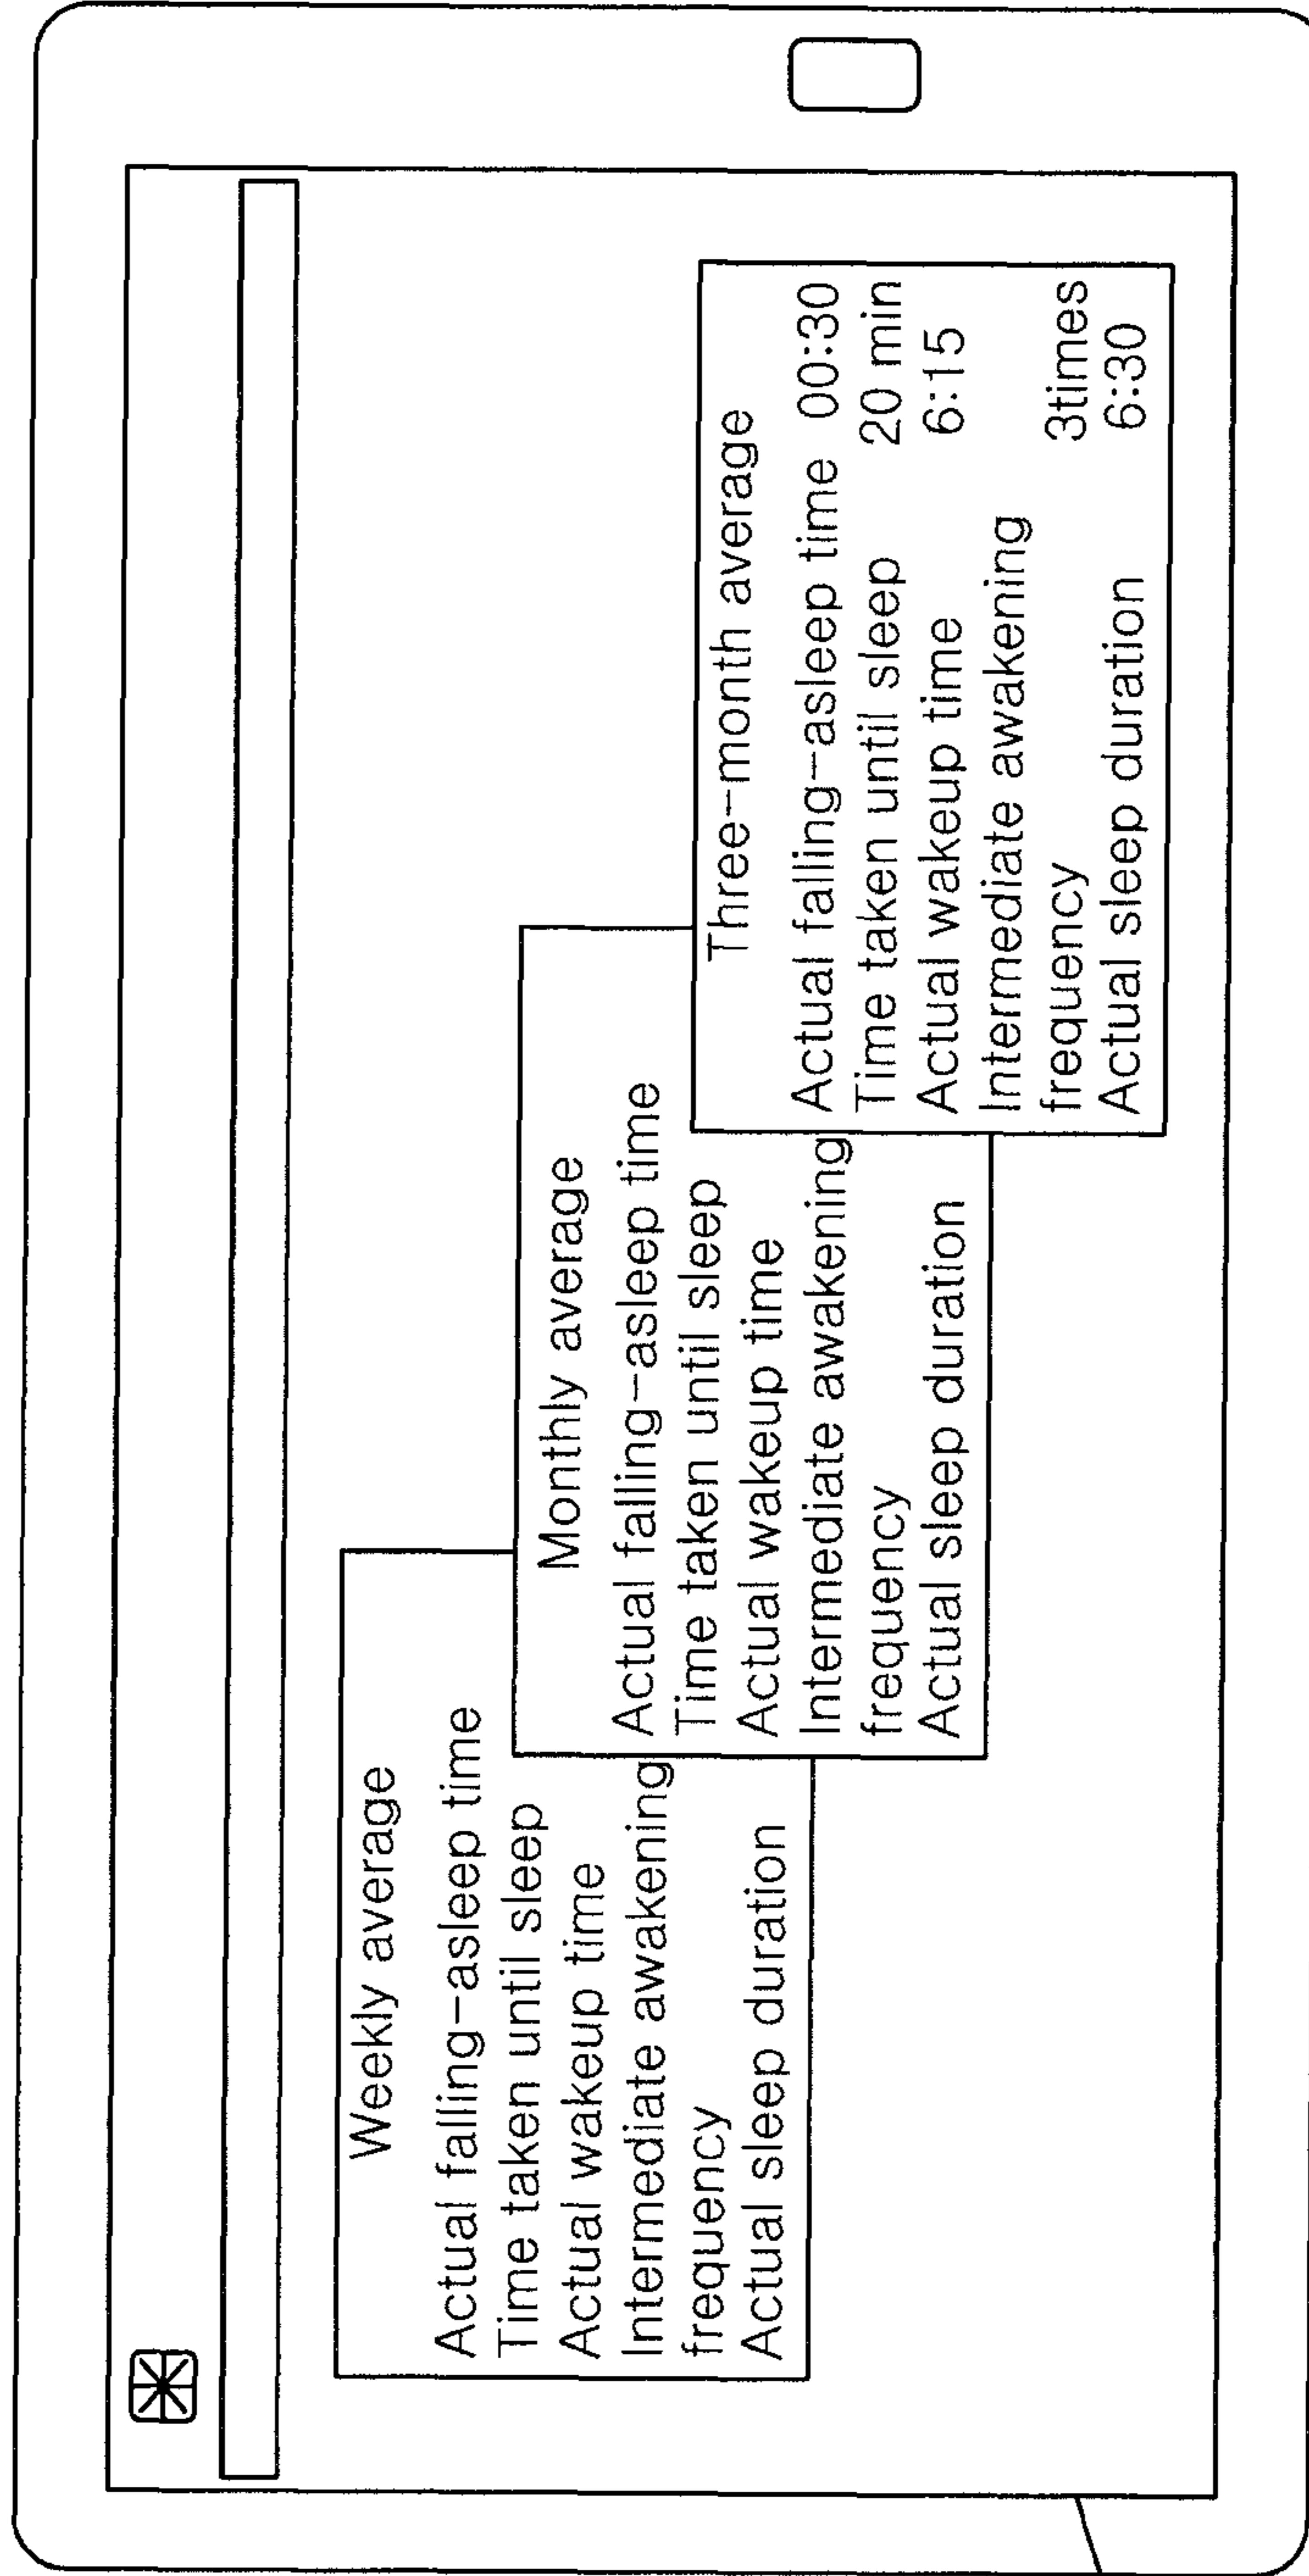 Weekly average
Actual falling-asleep time
Time taken until sleep
Actual wakeup time
Intermediate awakening
frequency
Actual sleep duration
Monthly average
Actual falling-asleep time
Time taken until sleep
Actual wakeup time
Intermediate awakening
frequency
Actual sleep duration
Three-month average
Actual falling-asleep time 00:30
Time taken until sleep 20 min
Actual wakeup time 6:15
Intermediate awakening
frequency 3times
Actual sleep duration 6:30